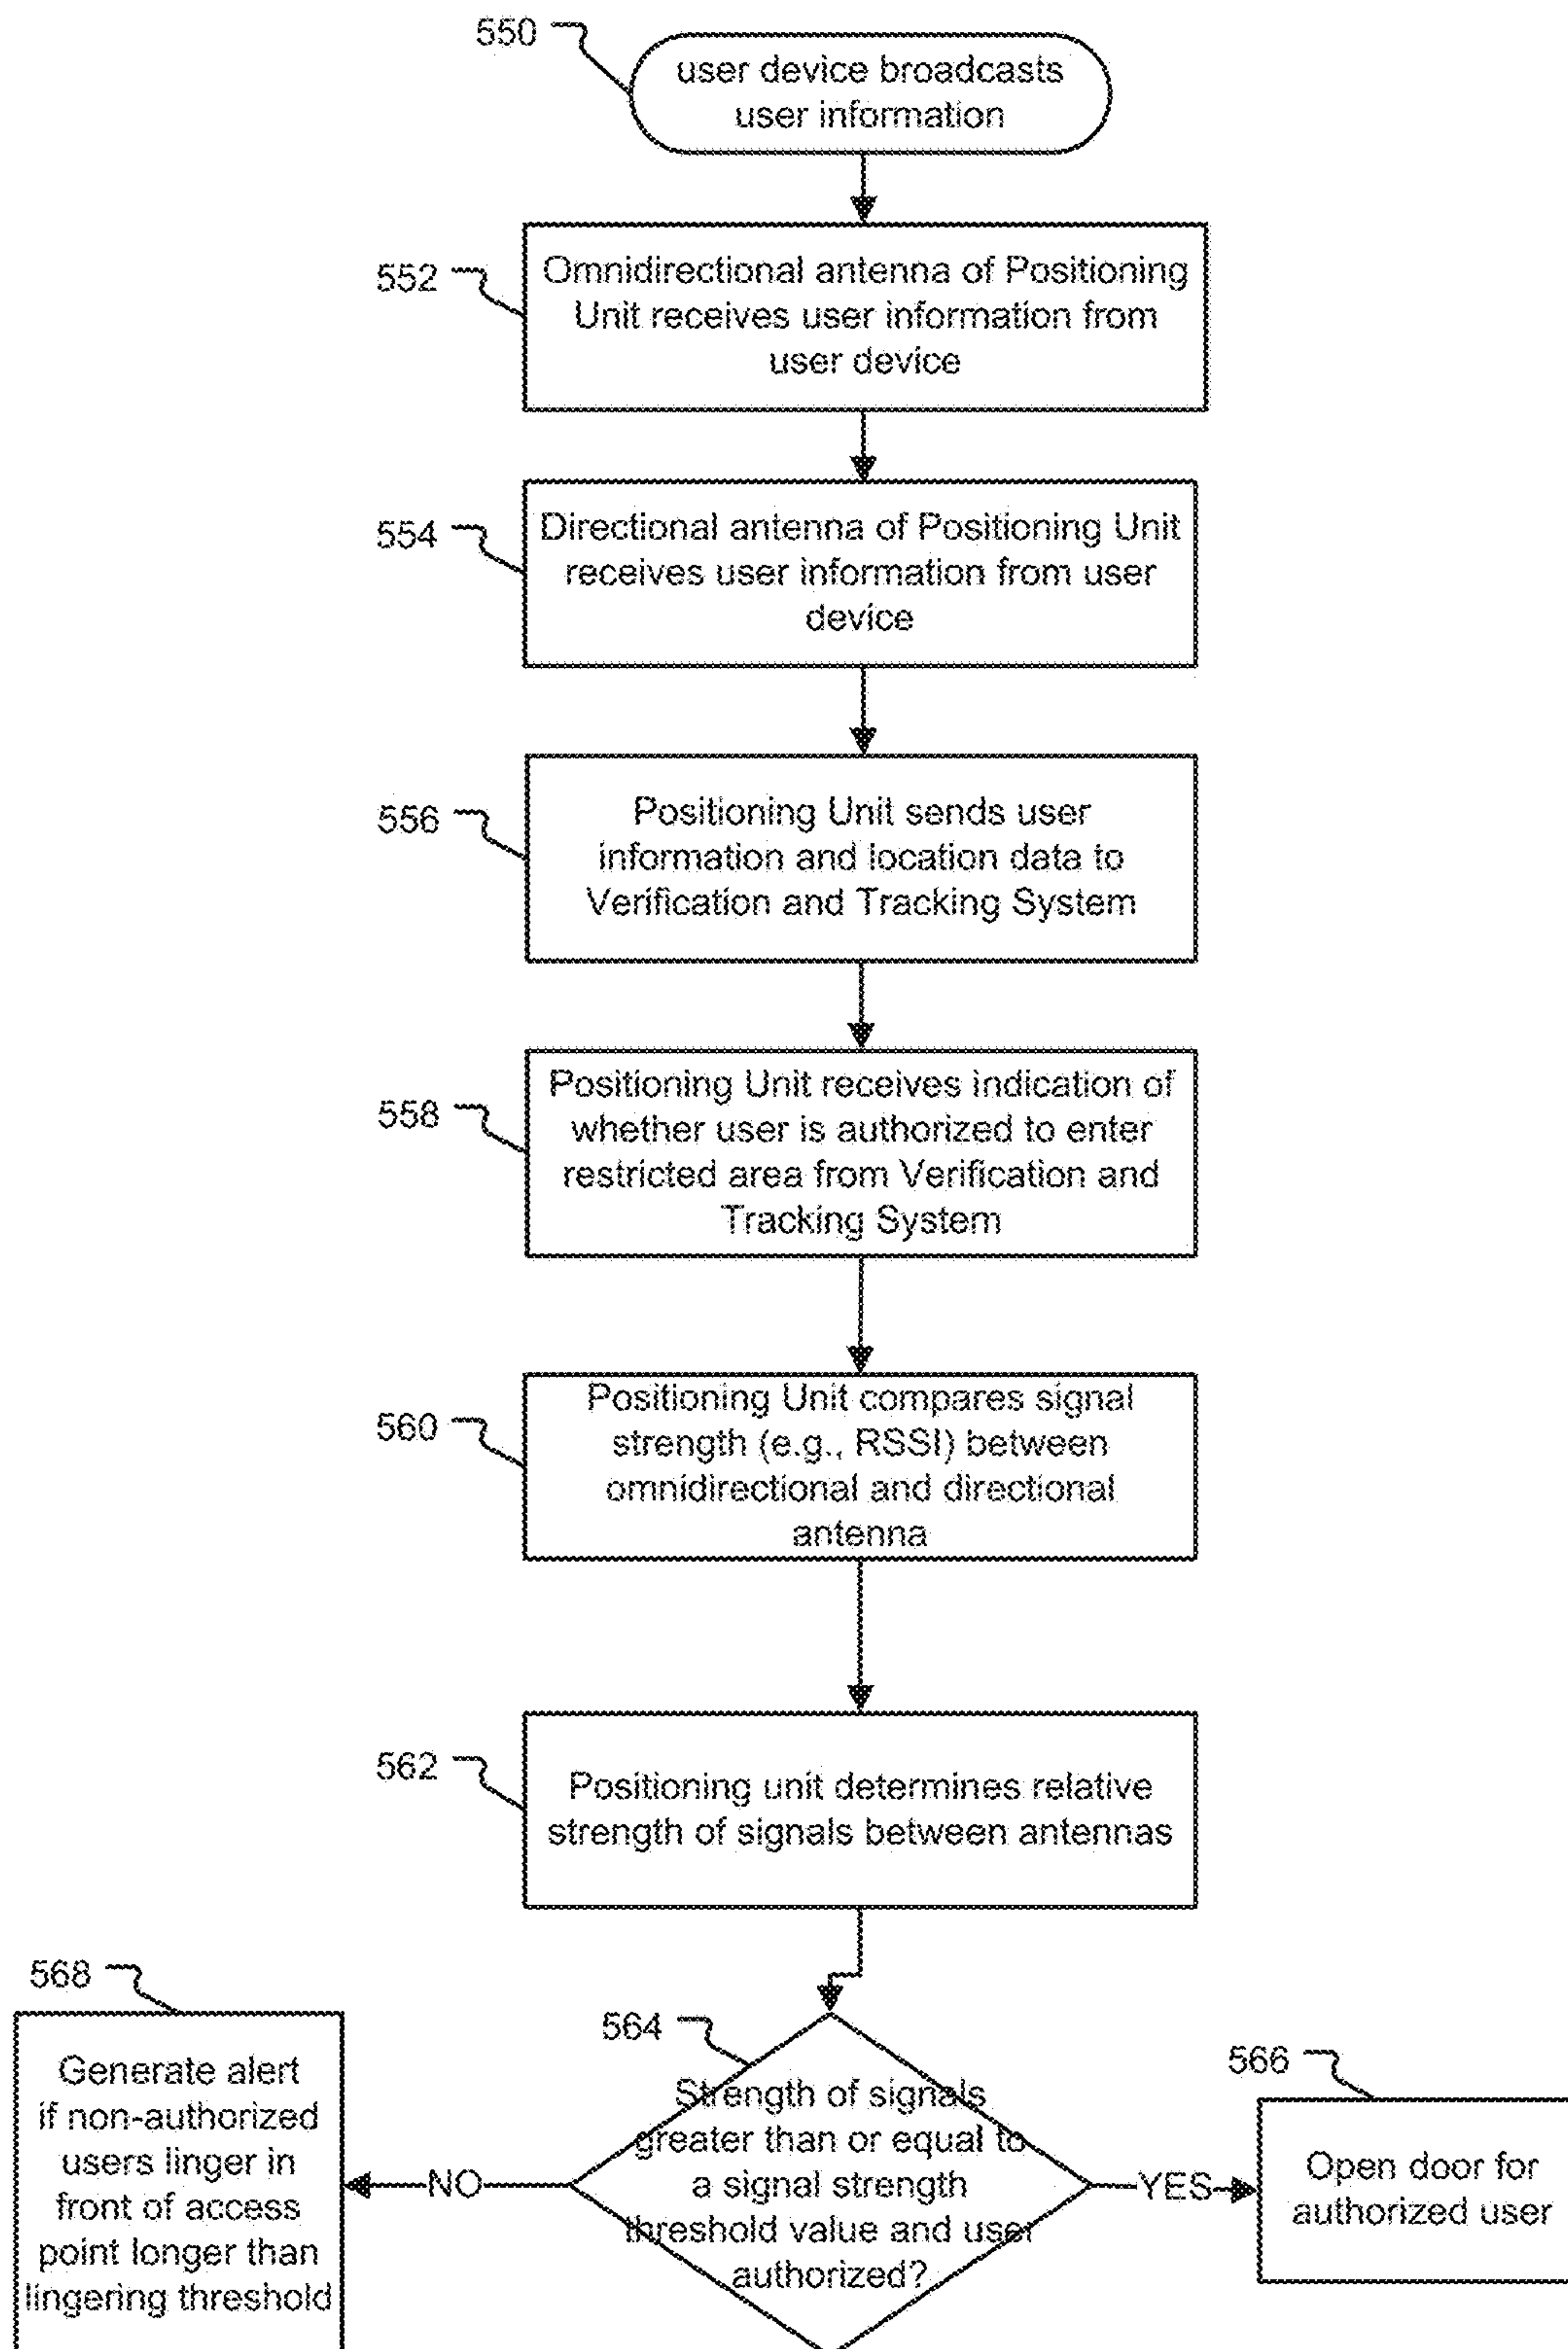 550
user device broadcasts
user information
552
Omnidirectional antenna of Positioning
Unit receives user information from
user device
554
Directional antenna of Positioning Unit
receives user information from user
device
556
Positioning Unit sends user
information and location data to
Verification and Tracking System
558
Positioning Unit receives indication of
whether user is authorized to enter
restricted area from Verification and
Tracking System
560
Positioning Unit compares signal
strength (e.g., RSSI) between
omnidirectional and directional
antenna
562
Positioning unit determines relative
strength of signals between antennas
568
Generate alert
if non-authorized
users linger in
front of access
point longer than
lingering threshold
NO
564
Strength of signals
greater than or equal to
a signal strength
threshold value and user
authorized?
YES
566
Open door for
authorized user